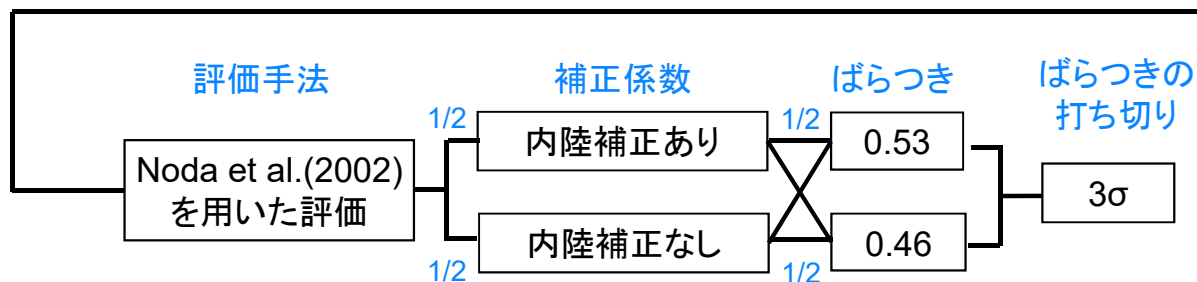 評価手法
補正係数
ばらつき
ばらつきの
打ち切り
1/2
内陸補正あり
1/2
0.53
Noda et al.(2002)
を用いた評価
3σ
内陸補正なし
0.46
1/2
1/2